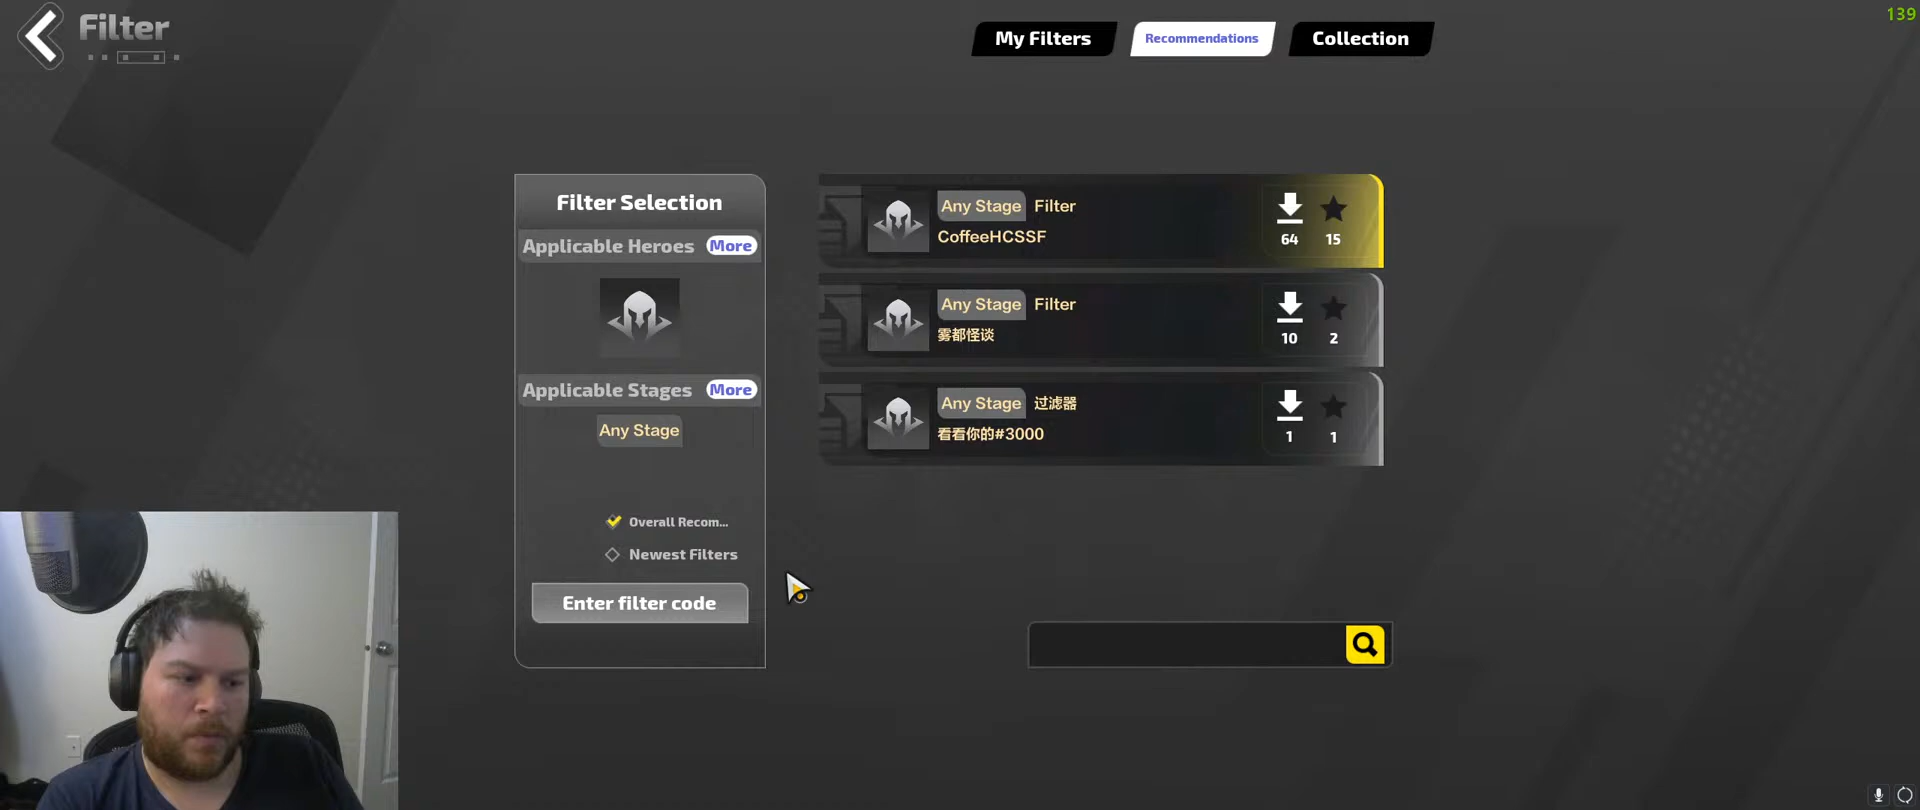 Filter
My Filters
Recommendations
Collection
139
Filter Selection
Applicable Heroes More
Applicable Stages More
Any Stage
Overall Recom...
Newest Filters
Enter filter code
Any Stage Filter
CoffeeHCSSF
64 15
Any Stage Filter
雾都怪谈
10 2
Any Stage 过滤器
看看你的#3000
1 1